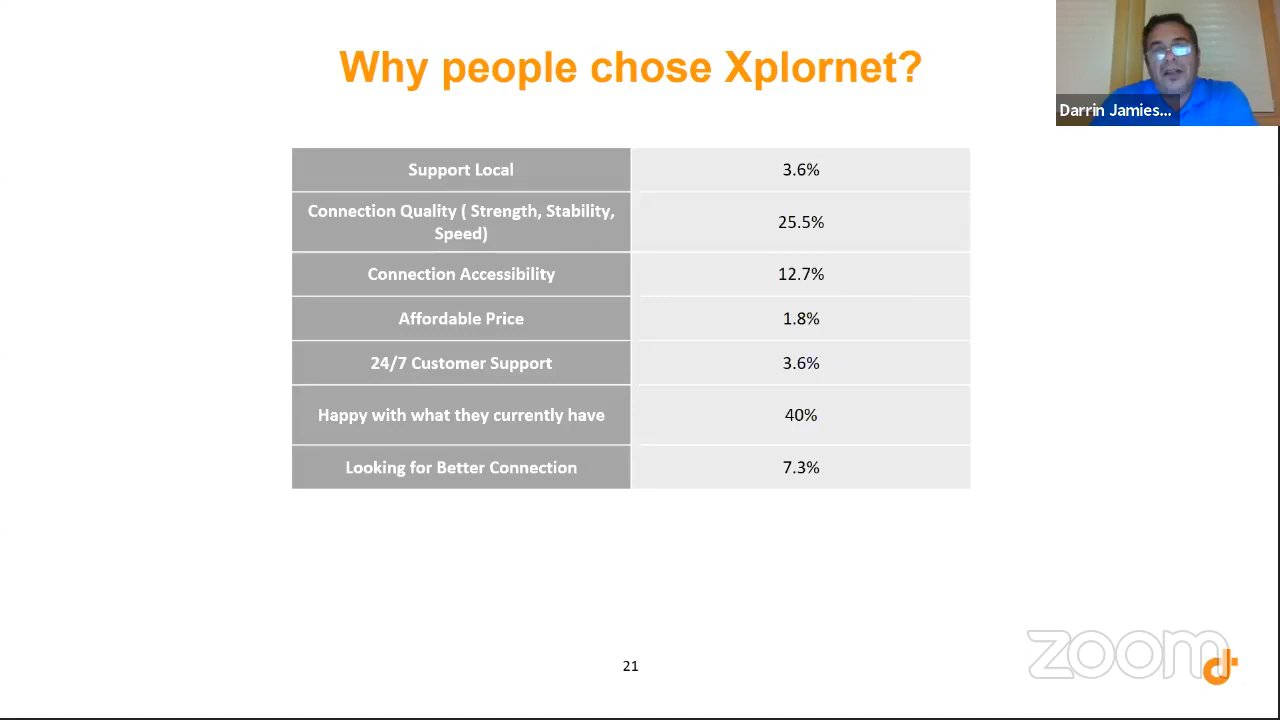 Why people chose Xplornet?
Darrin Jamies...
Support Local
3.6%
Connection Quality ( Strength, Stability,
Speed)
25.5%
Connection Accessibility
12.7%
Affordable Price
1.8%
24/7 Customer Support
3.6%
Happy with what they currently have
40%
Looking for Better Connection
7.3%
21
zoom